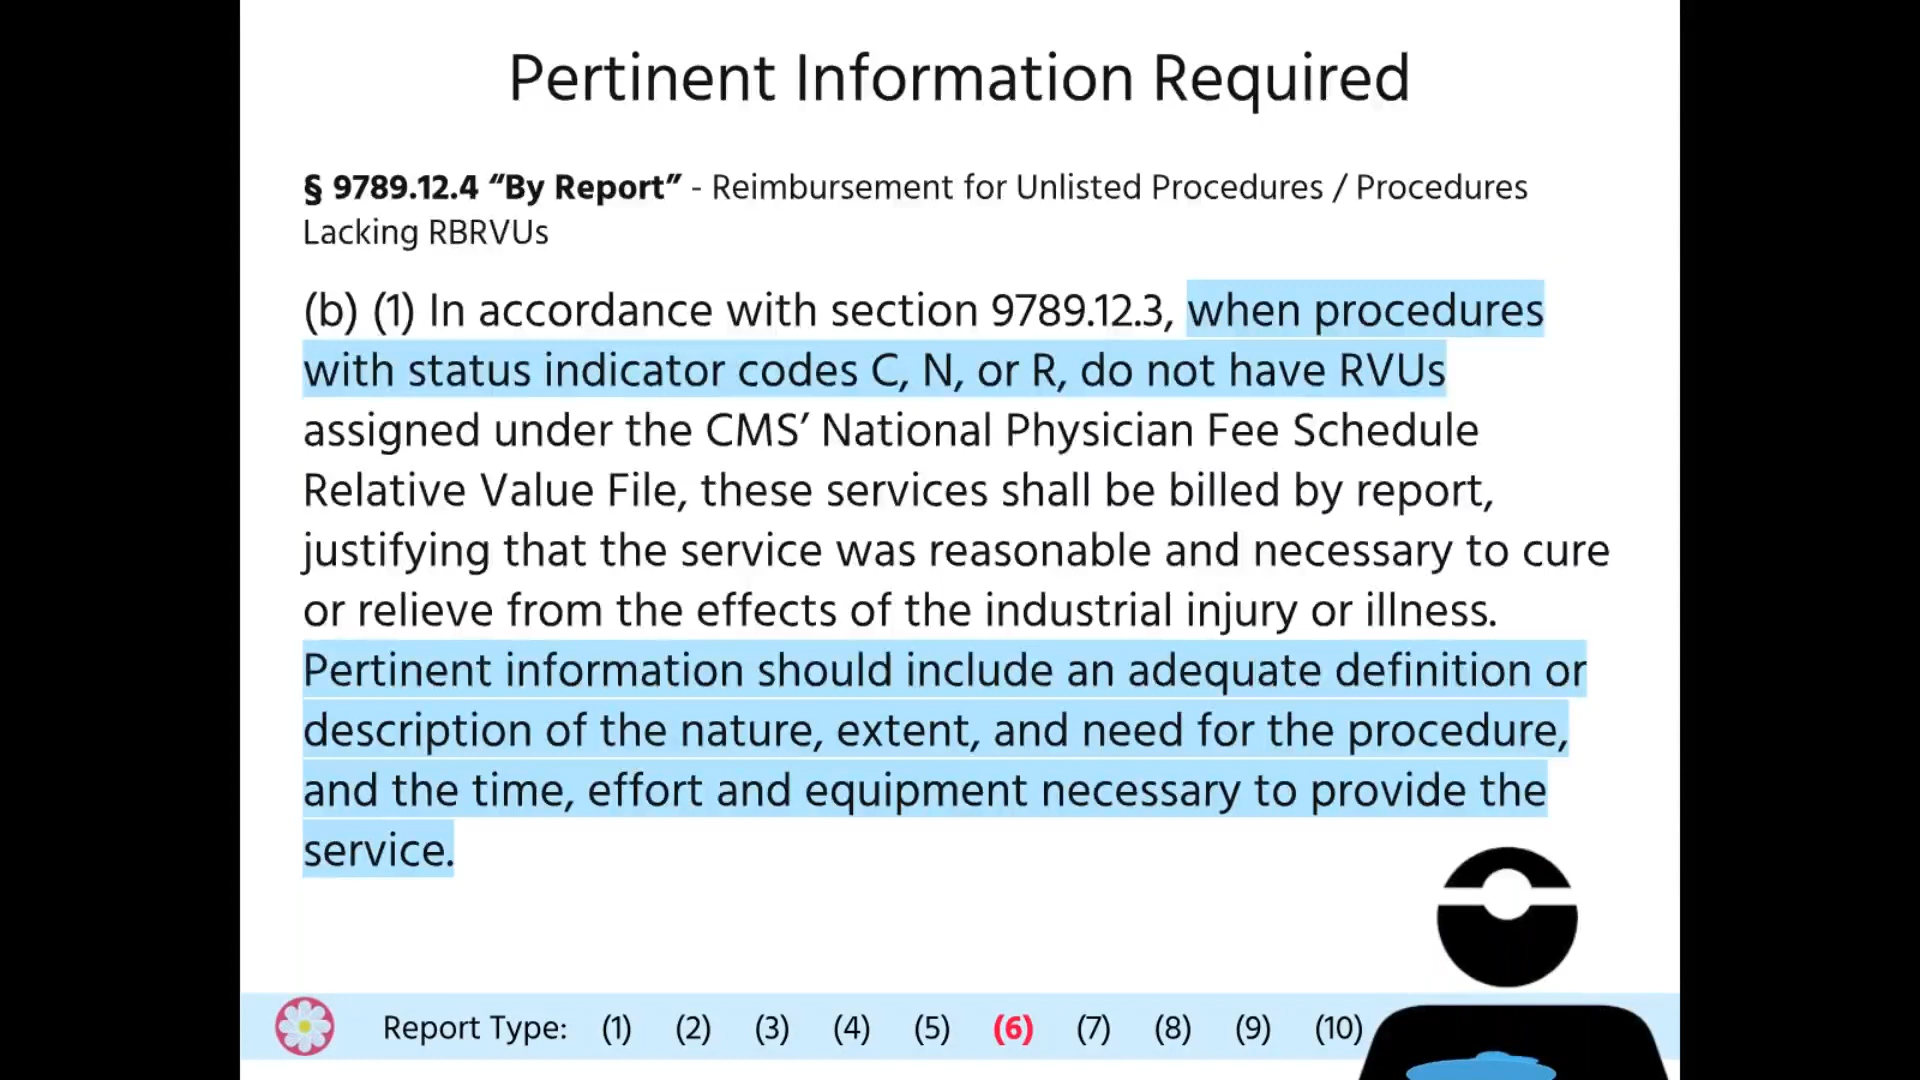 Pertinent Information Required
§ 9789.12.4 “By Report” - Reimbursement for Unlisted Procedures / Procedures
Lacking RBRVUs
(b) (1) In accordance with section 9789.12.3, when procedures
with status indicator codes C, N, or R, do not have RVUs
assigned under the CMS’ National Physician Fee Schedule
Relative Value File, these services shall be billed by report,
justifying that the service was reasonable and necessary to cure
or relieve from the effects of the industrial injury or illness.
Pertinent information should include an adequate definition or
description of the nature, extent, and need for the procedure,
and the time, effort and equipment necessary to provide the
service.
Report Type: (1) (2) (3) (4) (5) (6) (7) (8) (9) (10)